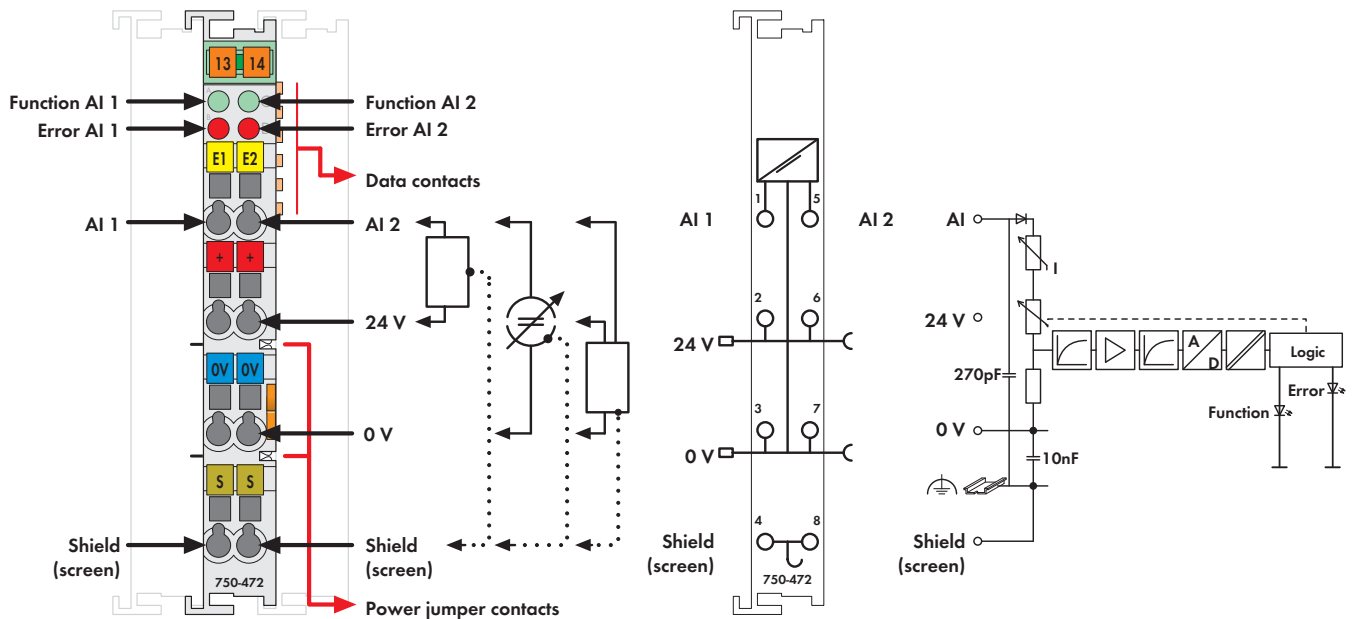 13 14
Function AI 1
Function AI 2
Error AI 1
Error AI 2
E1 E2
Data contacts
AI 1
AI 2
+ +
24 V
0V 0V
0 V
S S
Shield
(screen)
Shield
(screen)
750-472
Power jumper contacts
1 5
AI 1
AI 2
2 6
24 V
3 7
0 V
4 8
Shield
(screen)
750-472
AI
I
24 V
A
D
Logic
270pF
Error
Function
0 V
10nF
Shield
(screen)